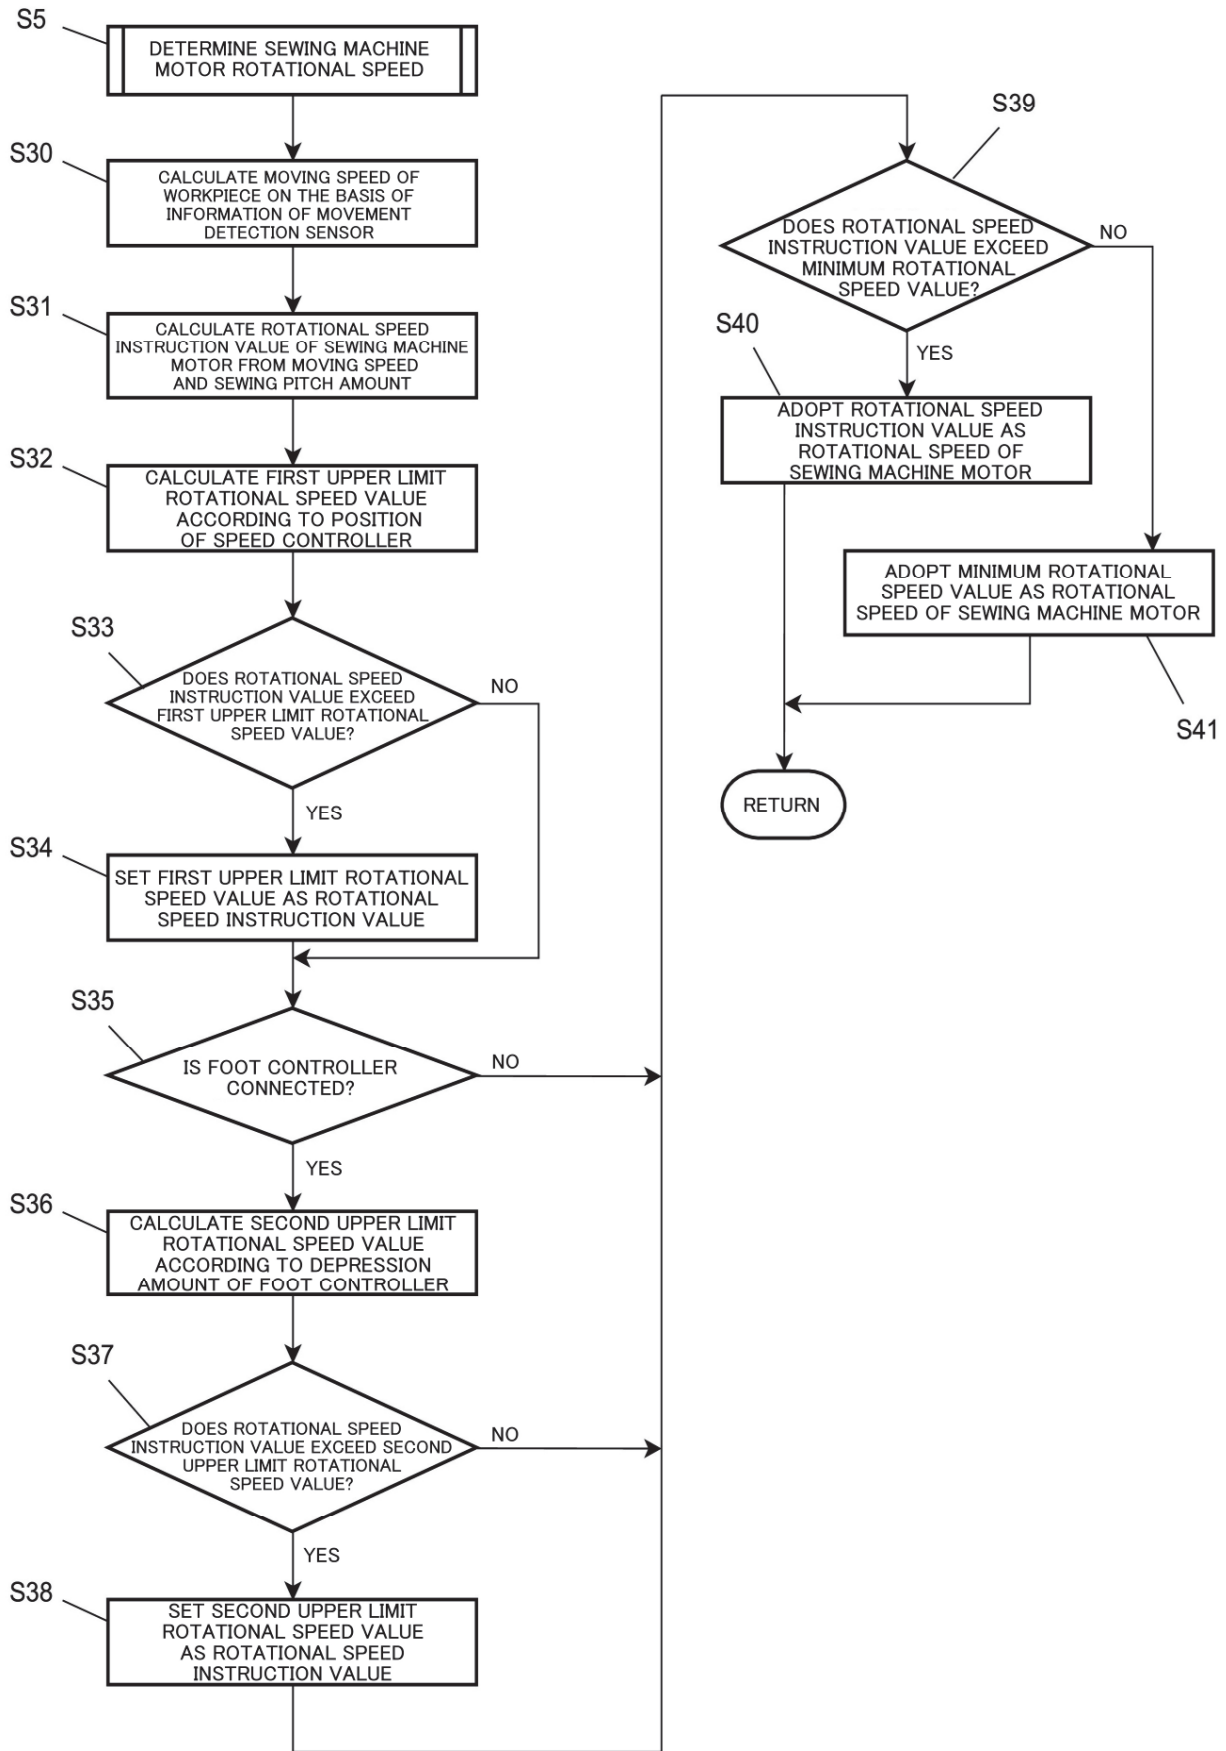 S5
DETERMINE SEWING MACHINE
MOTOR ROTATIONAL SPEED
S30
CALCULATE MOVING SPEED OF
WORKPIECE ON THE BASIS OF
INFORMATION OF MOVEMENT
DETECTION SENSOR
S31
CALCULATE ROTATIONAL SPEED
INSTRUCTION VALUE OF SEWING MACHINE
MOTOR FROM MOVING SPEED
AND SEWING PITCH AMOUNT
S32
CALCULATE FIRST UPPER LIMIT
ROTATIONAL SPEED VALUE
ACCORDING TO POSITION
OF SPEED CONTROLLER
S33
DOES ROTATIONAL SPEED
INSTRUCTION VALUE EXCEED
FIRST UPPER LIMIT ROTATIONAL
SPEED VALUE?
NO
YES
S34
SET FIRST UPPER LIMIT ROTATIONAL
SPEED VALUE AS ROTATIONAL
SPEED INSTRUCTION VALUE
S35
IS FOOT CONTROLLER
CONNECTED?
NO
YES
S36
CALCULATE SECOND UPPER LIMIT
ROTATIONAL SPEED VALUE
ACCORDING TO DEPRESSION
AMOUNT OF FOOT CONTROLLER
S37
DOES ROTATIONAL SPEED
INSTRUCTION VALUE EXCEED SECOND
UPPER LIMIT ROTATIONAL
SPEED VALUE?
NO
YES
S38
SET SECOND UPPER LIMIT
ROTATIONAL SPEED VALUE
AS ROTATIONAL SPEED
INSTRUCTION VALUE
S39
DOES ROTATIONAL SPEED
INSTRUCTION VALUE EXCEED
MINIMUM ROTATIONAL
SPEED VALUE?
NO
YES
S40
ADOPT ROTATIONAL SPEED
INSTRUCTION VALUE AS
ROTATIONAL SPEED OF
SEWING MACHINE MOTOR
ADOPT MINIMUM ROTATIONAL
SPEED VALUE AS ROTATIONAL
SPEED OF SEWING MACHINE MOTOR
S41
RETURN